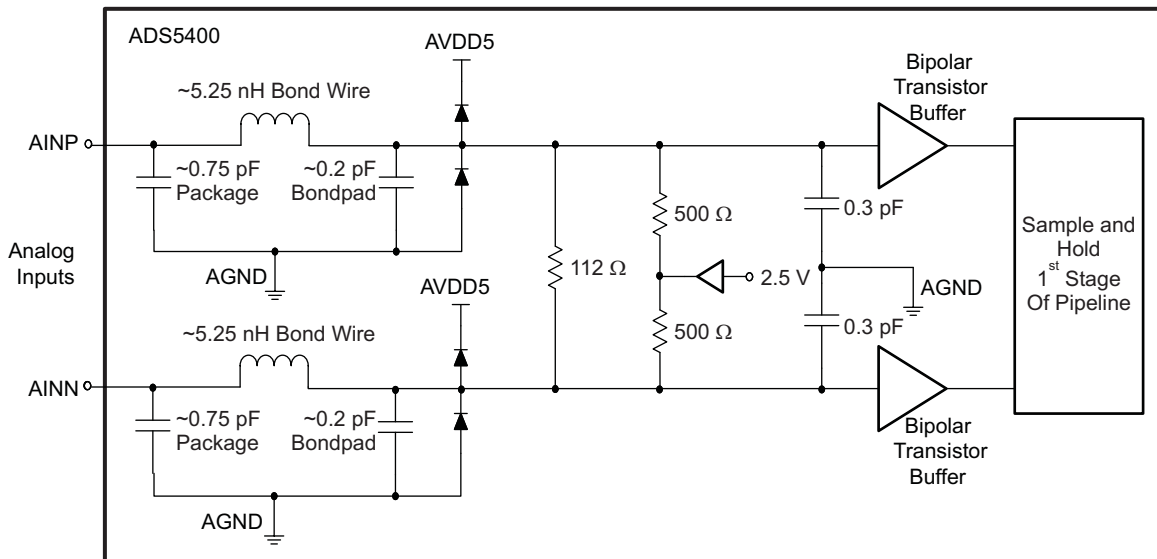 ADS5400
AVDD5
~5.25 nH Bond Wire
Bipolar
Transistor
Buffer
AINP
~0.75 pF
Package
~0.2 pF
Bondpad
500 Ω
0.3 pF
Analog
Inputs
AGND
112 Ω
2.5 V
AGND
Sample and
Hold
1st Stage
Of Pipeline
AVDD5
~5.25 nH Bond Wire
500 Ω
0.3 pF
AINN
~0.75 pF
Package
~0.2 pF
Bondpad
Bipolar
Transistor
Buffer
AGND